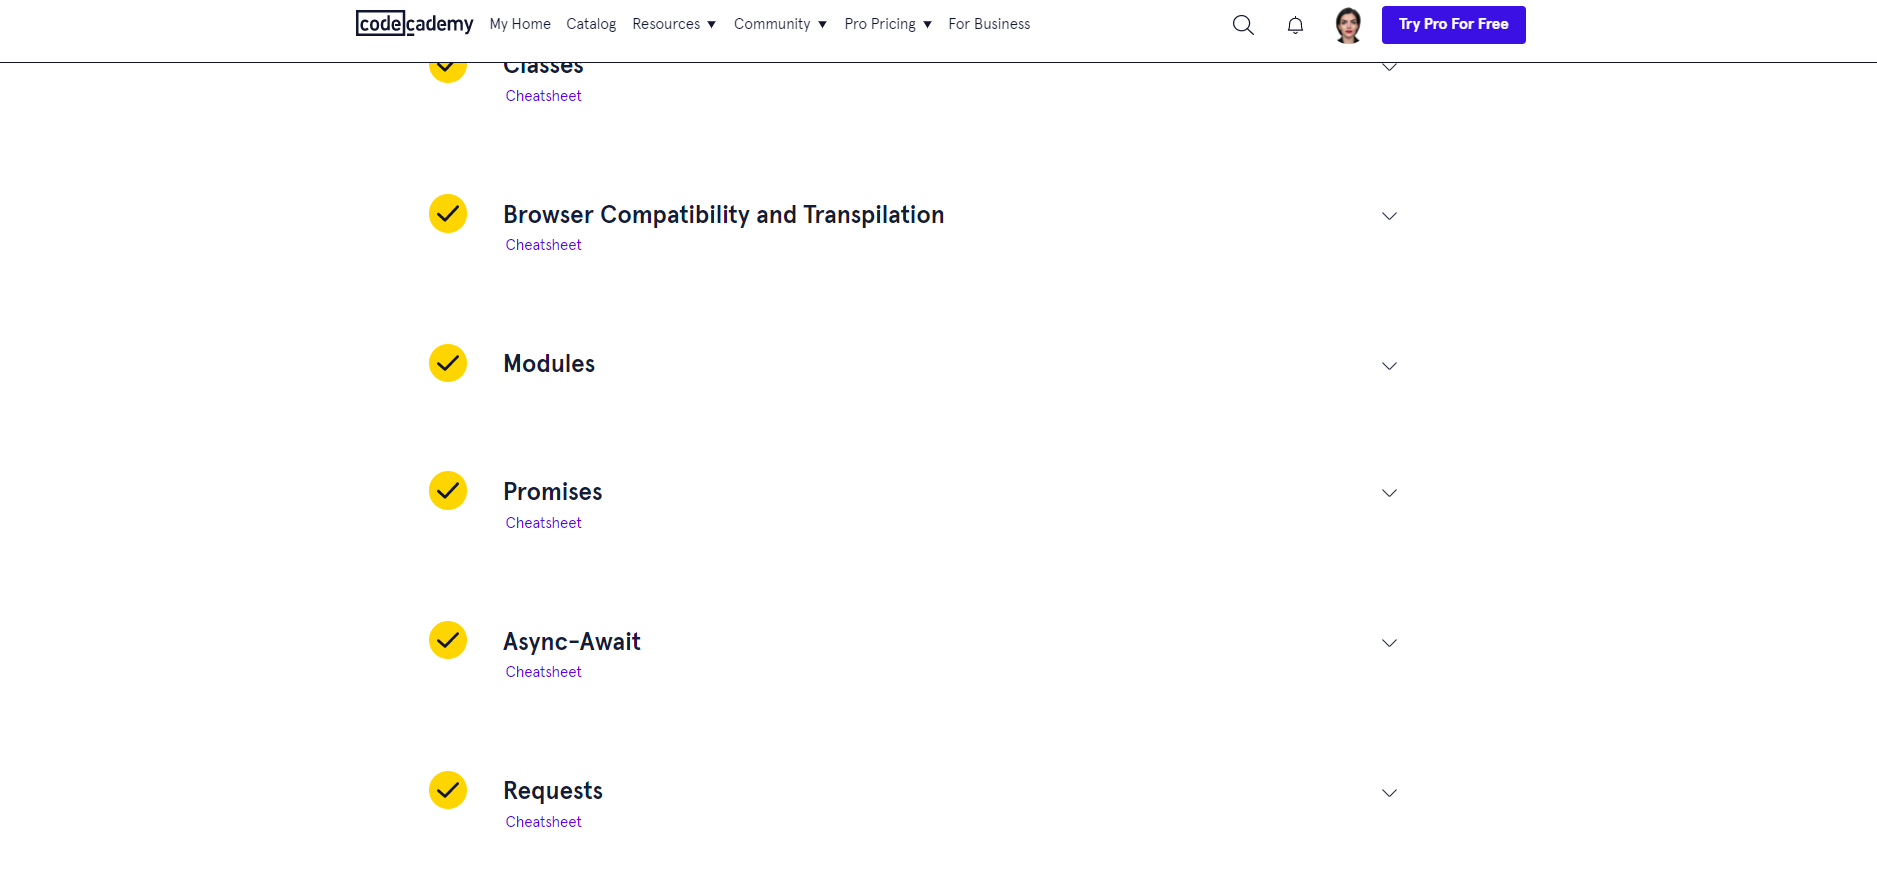 codecademy My Home Catalog Resources Community Pro Pricing For Business Try Pro For Free
Classes
Cheatsheet
Browser Compatibility and Transpilation
Cheatsheet
Modules
Promises
Cheatsheet
Async-Await
Cheatsheet
Requests
Cheatsheet